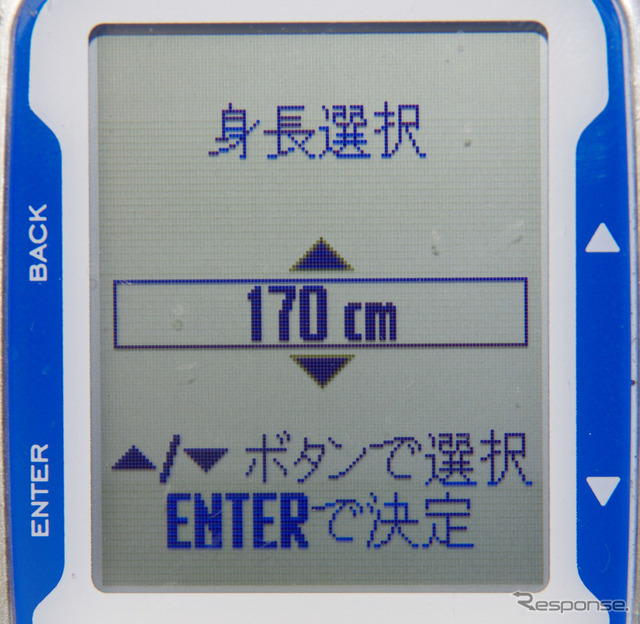 身長選択
BACK
170 cm
▲/▼ ボタンで選択
ENTER
ENTERで決定
Response.